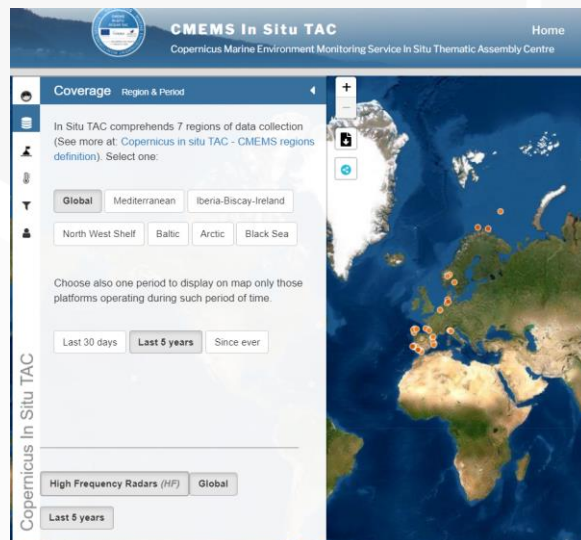 CMEMS In Situ TAC
Home
Copernicus Marine Environment Monitoring Service In Situ Thematic Assembly Centre
Coverage Region & Period
In Situ TAC comprehends 7 regions of data collection
(See more at: Copernicus in situ TAC - CMEMS regions
definition). Select one:
Global Mediterranean Iberia-Biscay-Ireland
North West Shelf Baltic Arctic Black Sea
Choose also one period to display on map only those
platforms operating during such period of time.
Last 30 days Last 5 years Since ever
Copernicus In Situ TAC
High Frequency Radars (HF) Global
Last 5 years
+
−